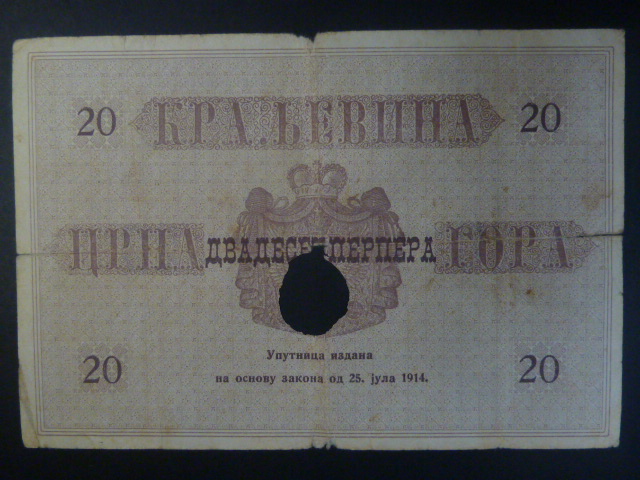 20 КРАЉЕВИНА 20
ЦРНА ДВАДЕСЕТ ПЕРПЕРА ГОРА
Упутница издана
20 на основу закона од 25. јула 1914. 20